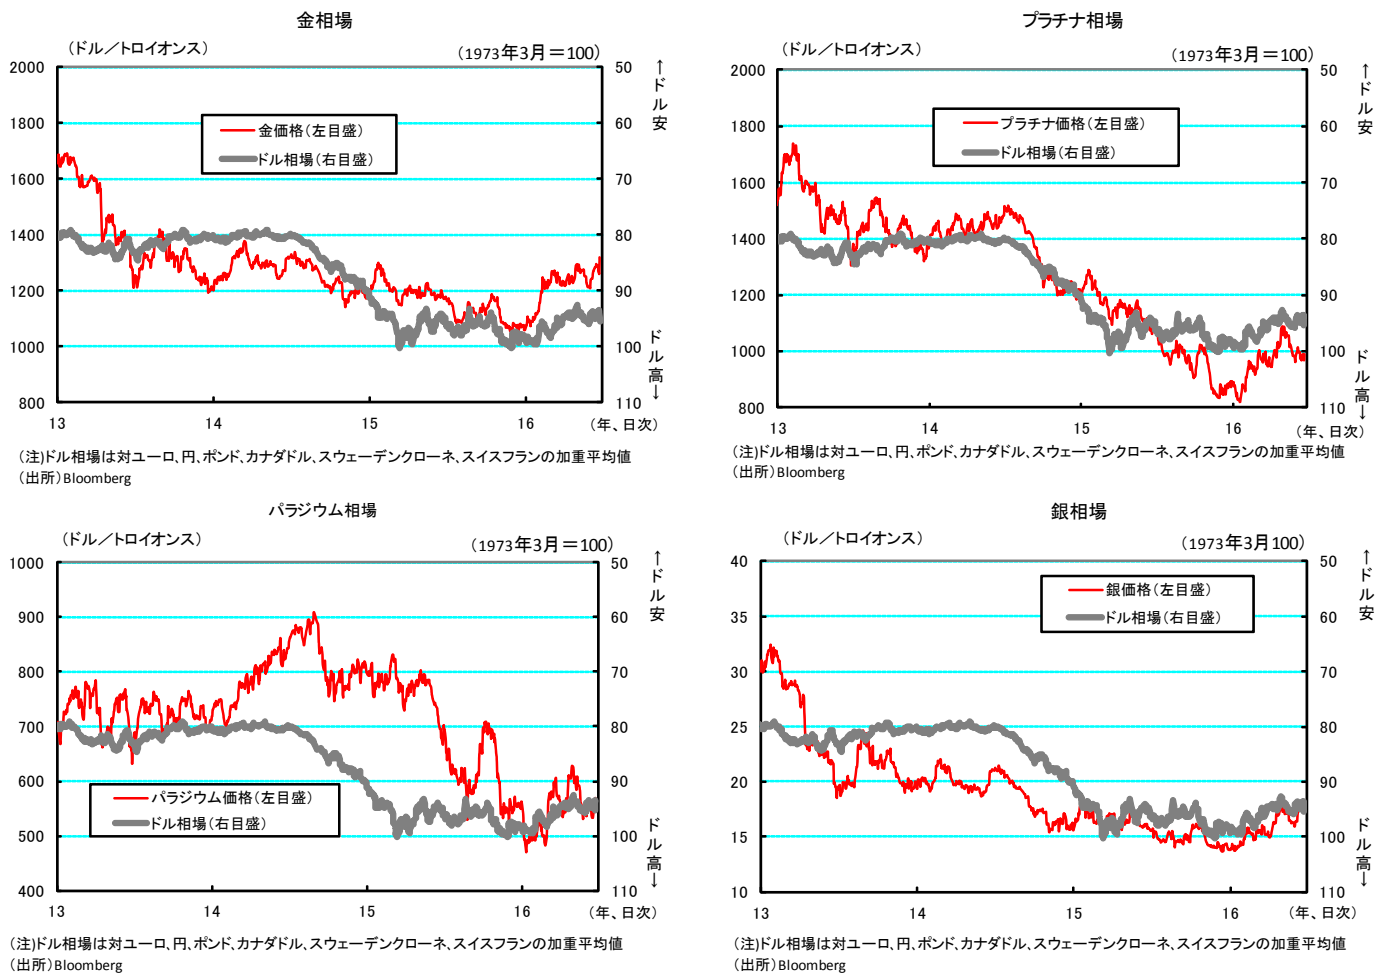 金相場
(ドル/トロイオンス)
(1973年3月=100)
2000
1800
1600
1400
1200
1000
800
50
60
70
80
90
100
110
↑ドル安
ドル高↓
金価格(左目盛)
ドル相場(右目盛)
13
14
15
16
(年、日次)
(注)ドル相場は対ユーロ、円、ポンド、カナダドル、スウェーデンクローネ、スイスフランの加重平均値
(出所)Bloomberg
プラチナ相場
(ドル/トロイオンス)
(1973年3月=100)
2000
1800
1600
1400
1200
1000
800
50
60
70
80
90
100
110
↑ドル安
ドル高↓
プラチナ価格(左目盛)
ドル相場(右目盛)
13
14
15
16
(年、日次)
(注)ドル相場は対ユーロ、円、ポンド、カナダドル、スウェーデンクローネ、スイスフランの加重平均値
(出所)Bloomberg
パラジウム相場
(ドル/トロイオンス)
(1973年3月=100)
1000
900
800
700
600
500
400
50
60
70
80
90
100
110
↑ドル安
ドル高↓
パラジウム価格(左目盛)
ドル相場(右目盛)
13
14
15
16
(年、日次)
(注)ドル相場は対ユーロ、円、ポンド、カナダドル、スウェーデンクローネ、スイスフランの加重平均値
(出所)Bloomberg
銀相場
(ドル/トロイオンス)
(1973年3月=100)
40
35
30
25
20
15
10
50
60
70
80
90
100
110
↑ドル安
ドル高↓
銀価格(左目盛)
ドル相場(右目盛)
13
14
15
16
(年、日次)
(注)ドル相場は対ユーロ、円、ポンド、カナダドル、スウェーデンクローネ、スイスフランの加重平均値
(出所)Bloomberg